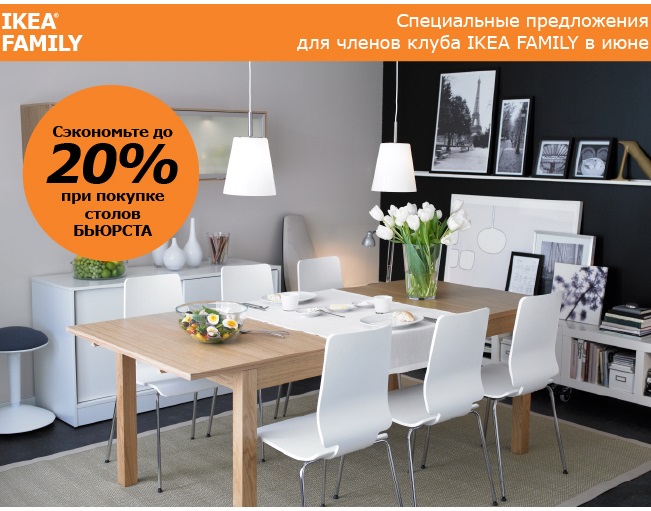 IKEA®
FAMILY
Специальные предложения
для членов клуба IKEA FAMILY в июне
Сэкономьте до
20%
при покупке
столов
БЬЮРСТА